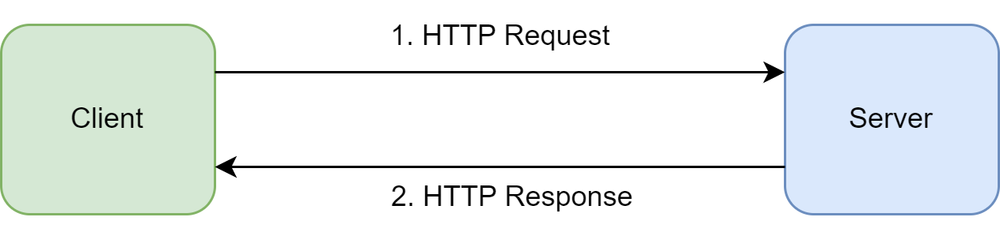 1. HTTP Request
Client
Server
2. HTTP Response